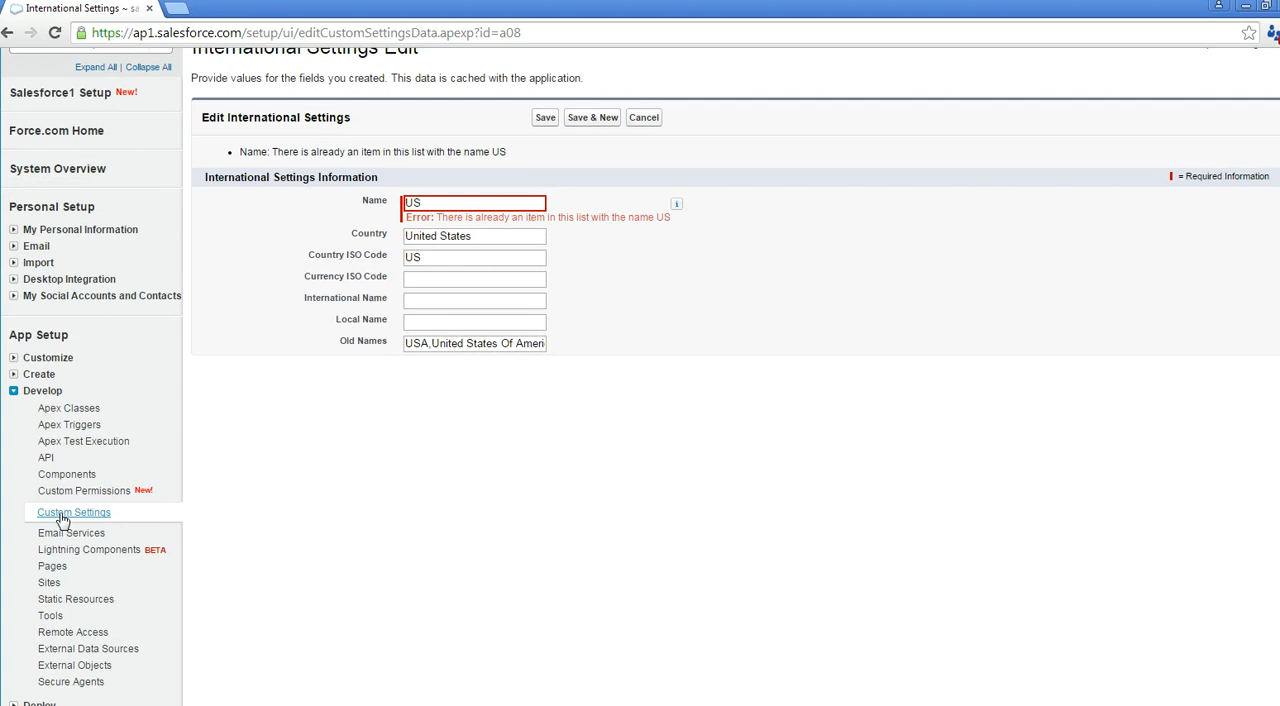 International Settings ~ sa
https://ap1.salesforce.com/setup/ui/editCustomSettingsData.apexp?id=a08
Expand All | Collapse All
Salesforce1 Setup New!
Force.com Home
System Overview
Personal Setup
My Personal Information
Email
Import
Desktop Integration
My Social Accounts and Contacts
App Setup
Customize
Create
Develop
Apex Classes
Apex Triggers
Apex Test Execution
API
Components
Custom Permissions New!
Custom Settings
Email Services
Lightning Components BETA
Pages
Sites
Static Resources
Tools
Remote Access
External Data Sources
External Objects
Secure Agents
Deploy
International Settings Edit
Provide values for the fields you created. This data is cached with the application.
Edit International Settings Save Save & New Cancel
• Name: There is already an item in this list with the name US
International Settings Information = Required Information
Name US
Error: There is already an item in this list with the name US
Country United States
Country ISO Code US
Currency ISO Code
International Name
Local Name
Old Names USA,United States Of Ameri